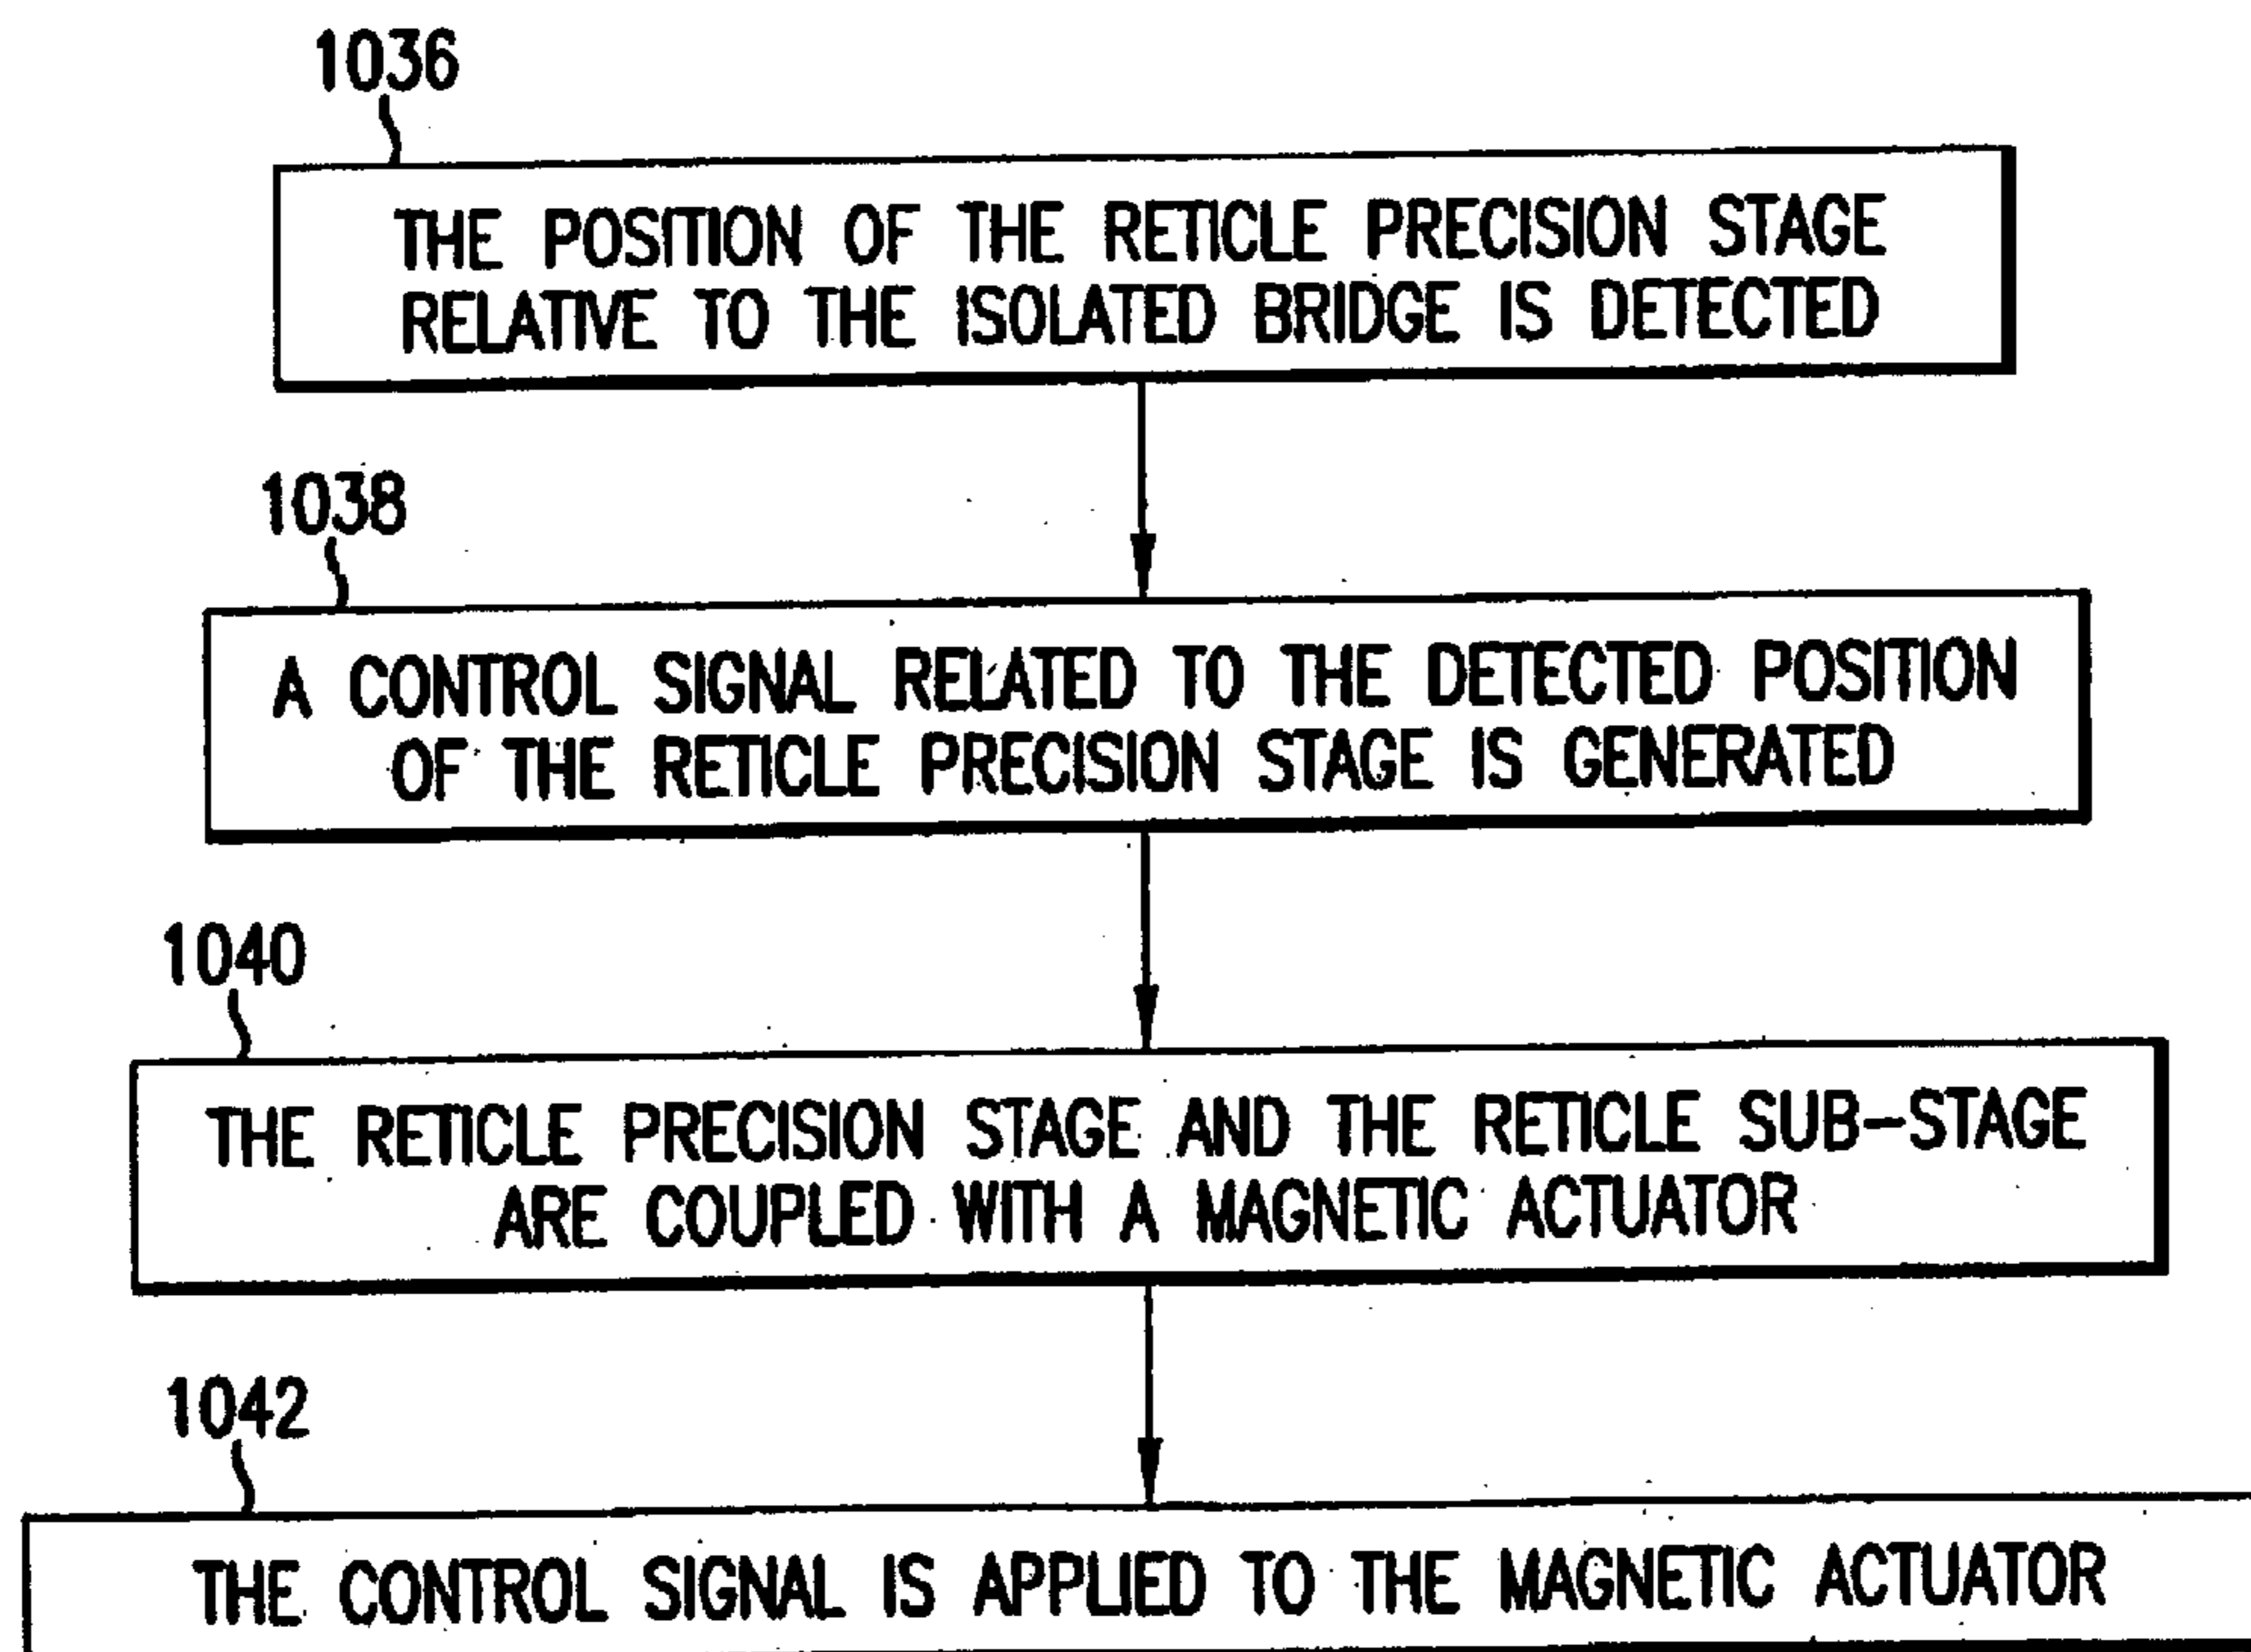 1036
THE POSITION OF THE RETICLE PRECISION STAGE
RELATIVE TO THE ISOLATED BRIDGE IS DETECTED
1038
A CONTROL SIGNAL RELATED TO THE DETECTED POSITION
OF THE RETICLE PRECISION STAGE IS GENERATED
1040
THE RETICLE PRECISION STAGE AND THE RETICLE SUB-STAGE
ARE COUPLED WITH A MAGNETIC ACTUATOR
1042
THE CONTROL SIGNAL IS APPLIED TO THE MAGNETIC ACTUATOR